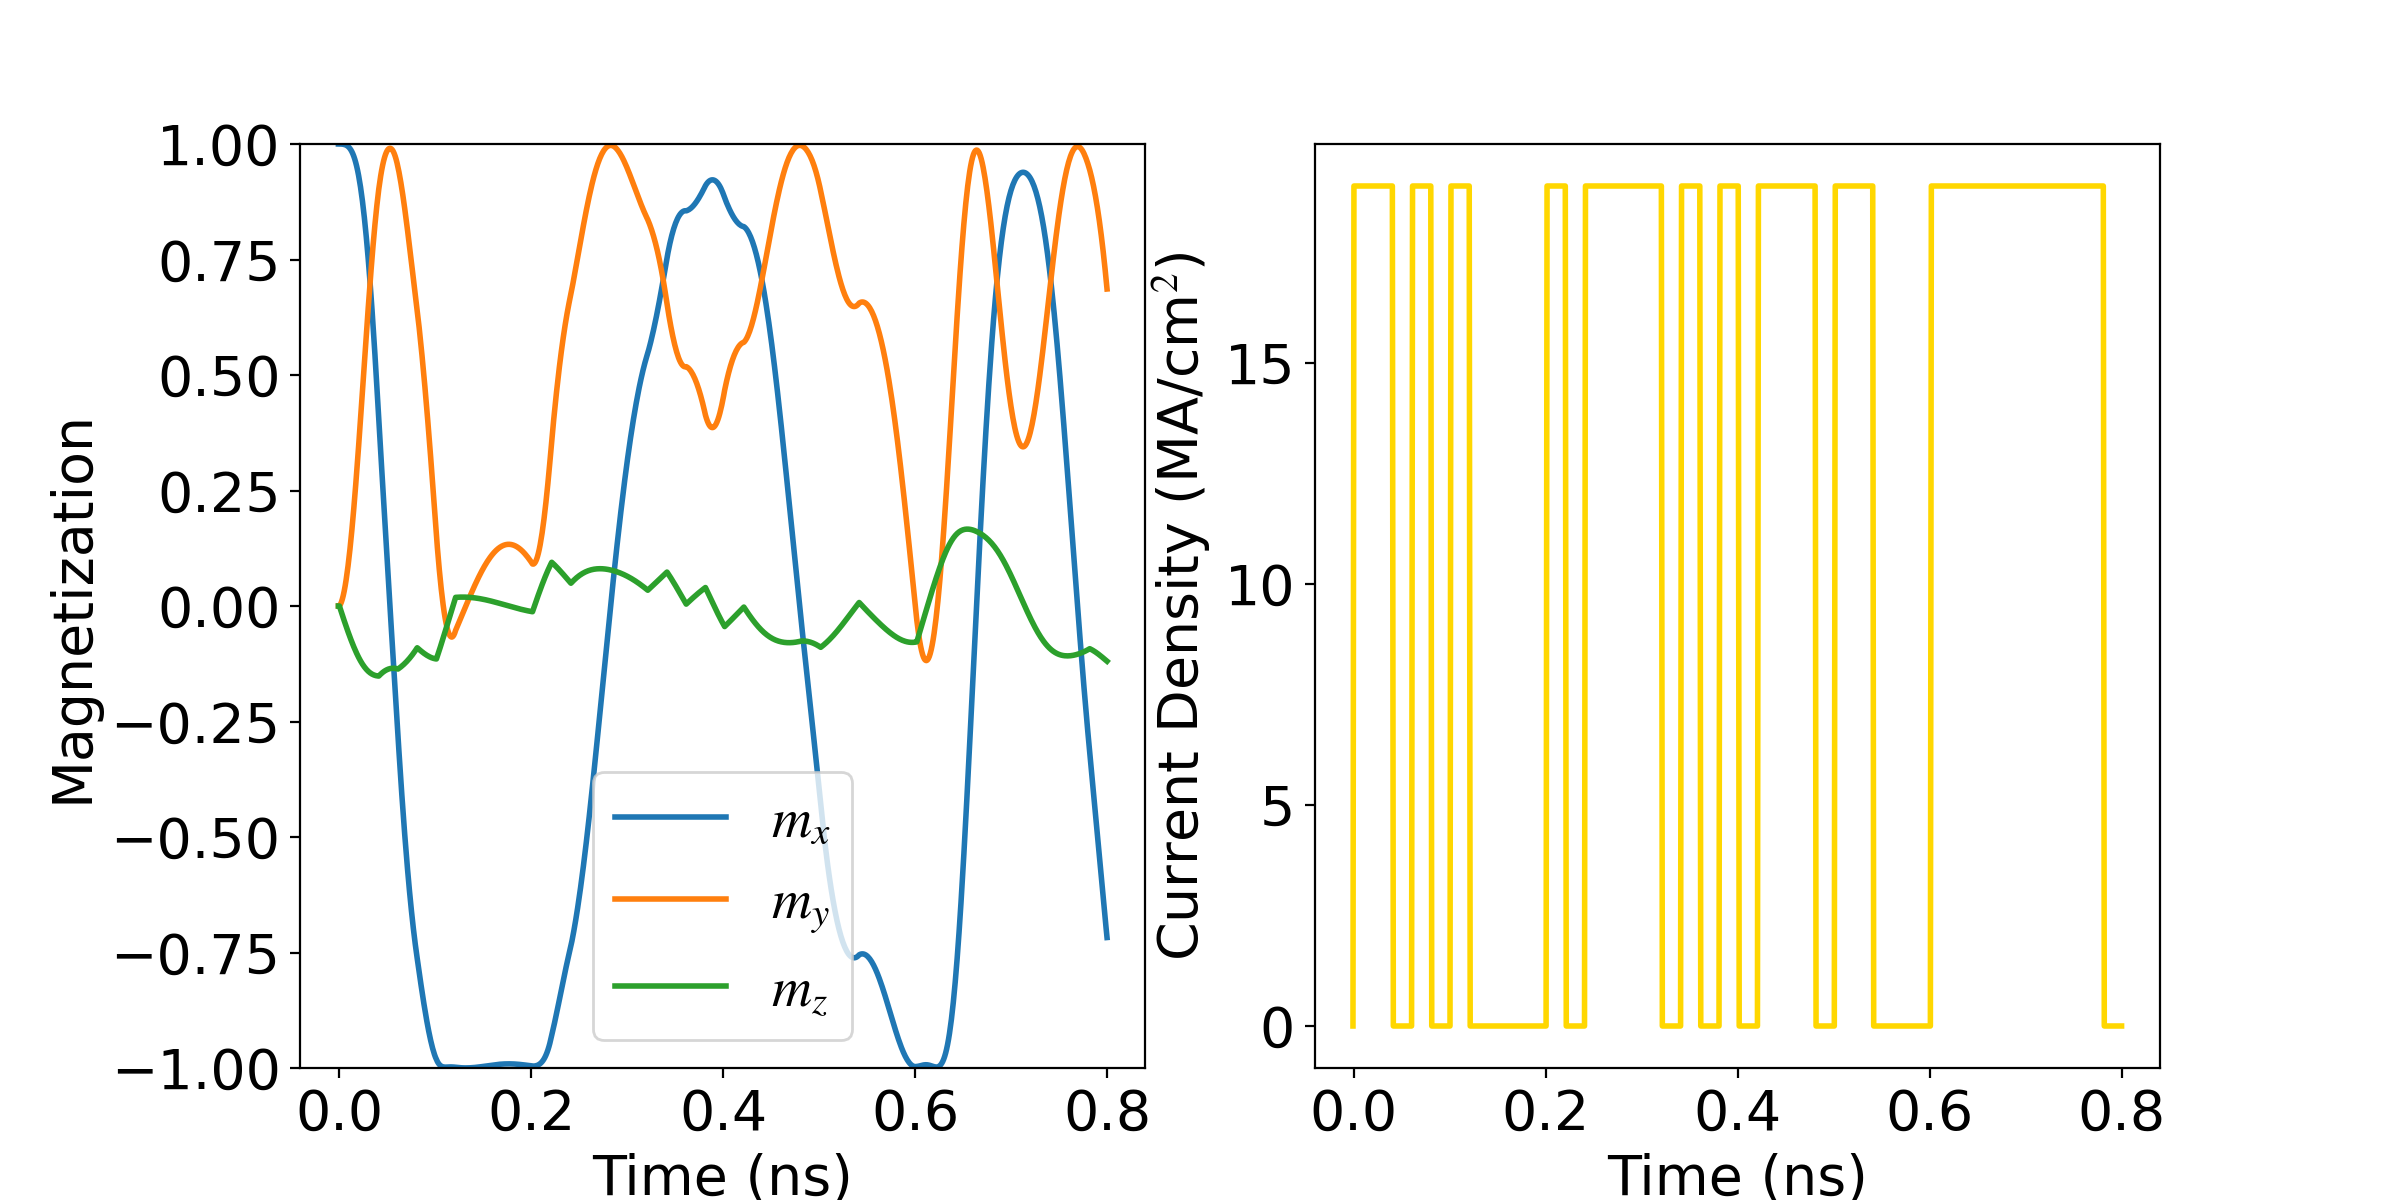 1.00
0.75
0.50
0.25
0.00
−0.25
−0.50
−0.75
−1.00
Magnetization
0.0 0.2 0.4 0.6 0.8
Time (ns)
m_x
m_y
m_z
Current Density (MA/cm²)
15
10
5
0
0.0 0.2 0.4 0.6 0.8
Time (ns)